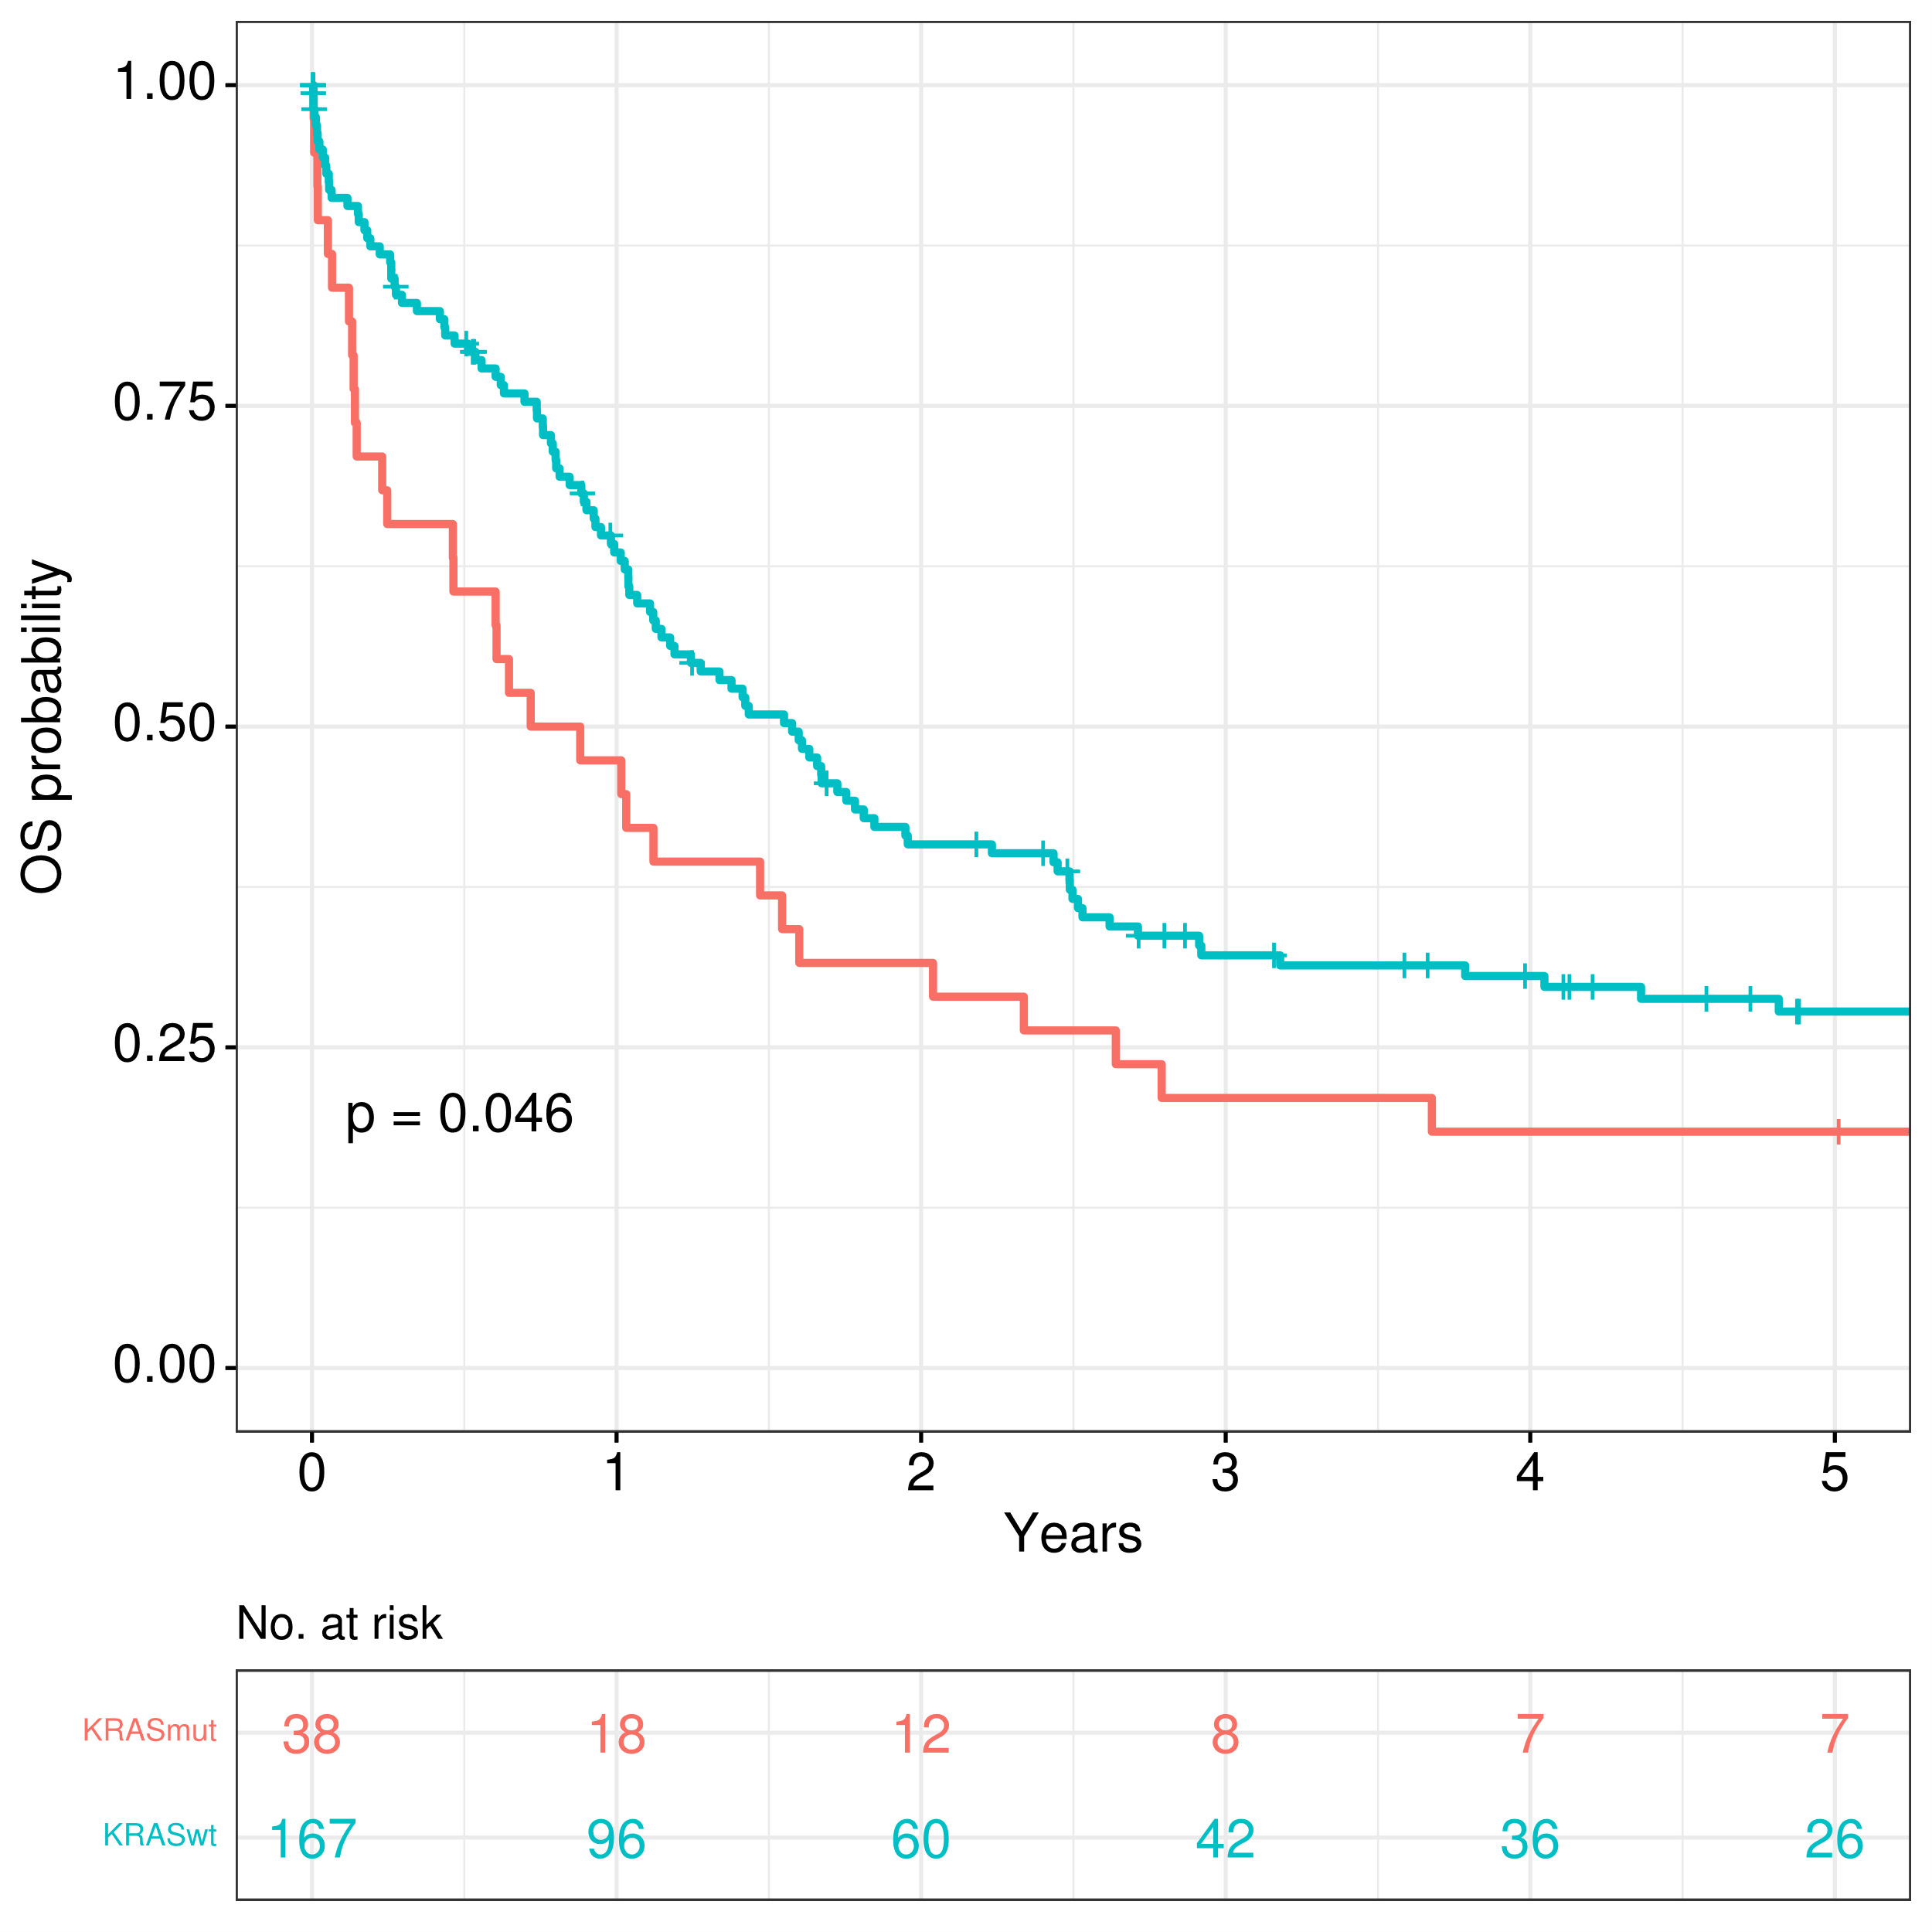 OS probability
1.00
0.75
0.50
0.25
0.00
p = 0.046
0 1 2 3 4 5
Years
No. at risk
KRASmut 38 18 12 8 7 7
KRASwt 167 96 60 42 36 26